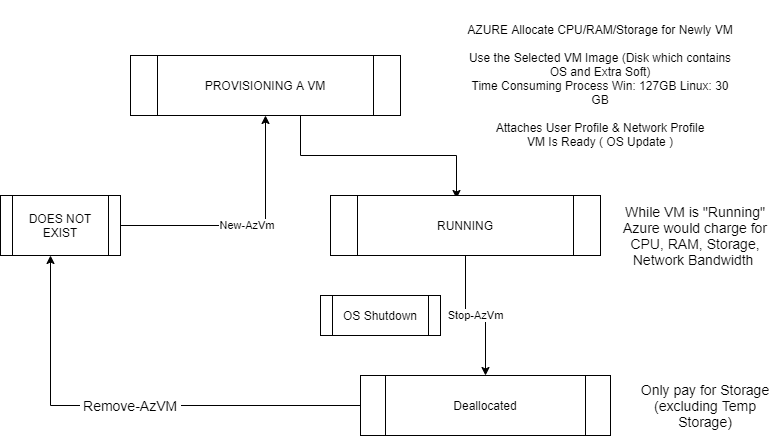 AZURE Allocate CPU/RAM/Storage for Newly VM
Use the Selected VM Image (Disk which contains
OS and Extra Soft)
Time Consuming Process Win: 127GB Linux: 30
GB
Attaches User Profile & Network Profile
VM Is Ready ( OS Update )
PROVISIONING A VM
DOES NOT
EXIST
New-AzVm
RUNNING
While VM is "Running"
Azure would charge for
CPU, RAM, Storage,
Network Bandwidth
OS Shutdown
Stop-AzVm
Remove-AzVM
Deallocated
Only pay for Storage
(excluding Temp
Storage)